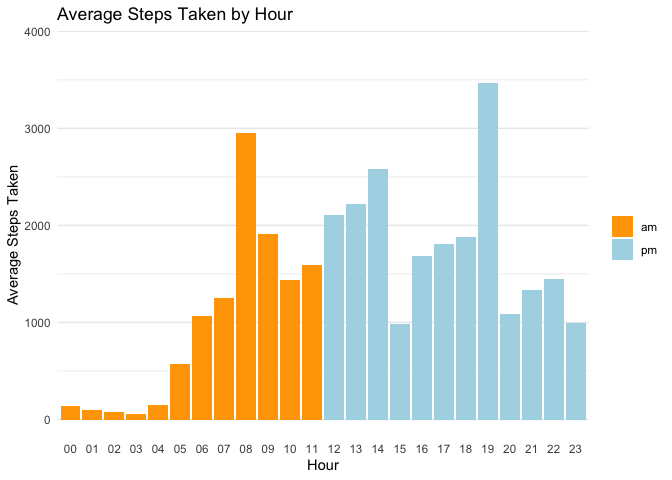 Average Steps Taken by Hour
4000
3000
2000
1000
0
Average Steps Taken
00 01 02 03 04 05 06 07 08 09 10 11 12 13 14 15 16 17 18 19 20 21 22 23
Hour
am
pm